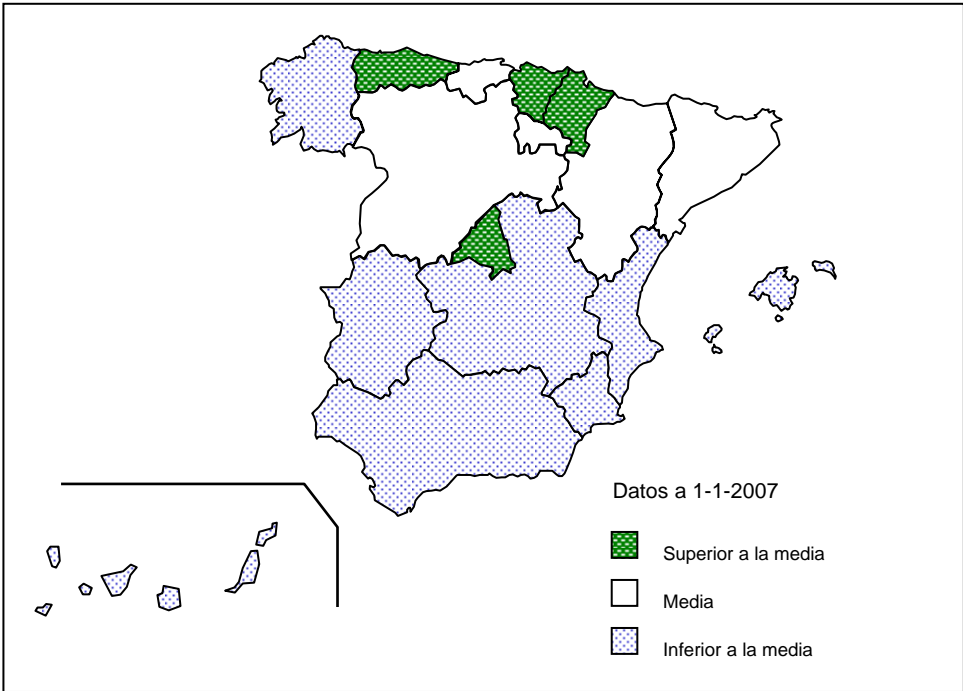 Datos a 1-1-2007
Superior a la media
Media
Inferior a la media